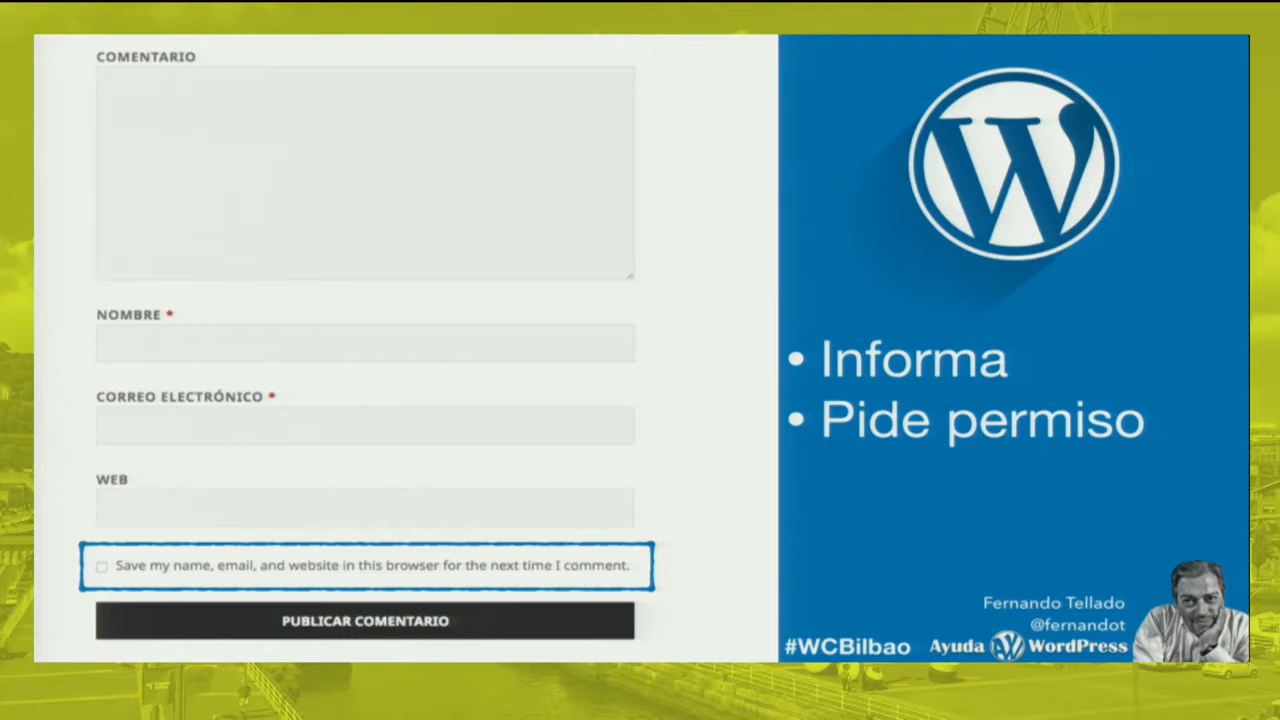 COMENTARIO
NOMBRE *
CORREO ELECTRÓNICO *
WEB
Save my name, email, and website in this browser for the next time I comment.
PUBLICAR COMENTARIO
W
• Informa
• Pide permiso
Fernando Tellado
@fernandot
#WCBilbao Ayuda AW WordPress